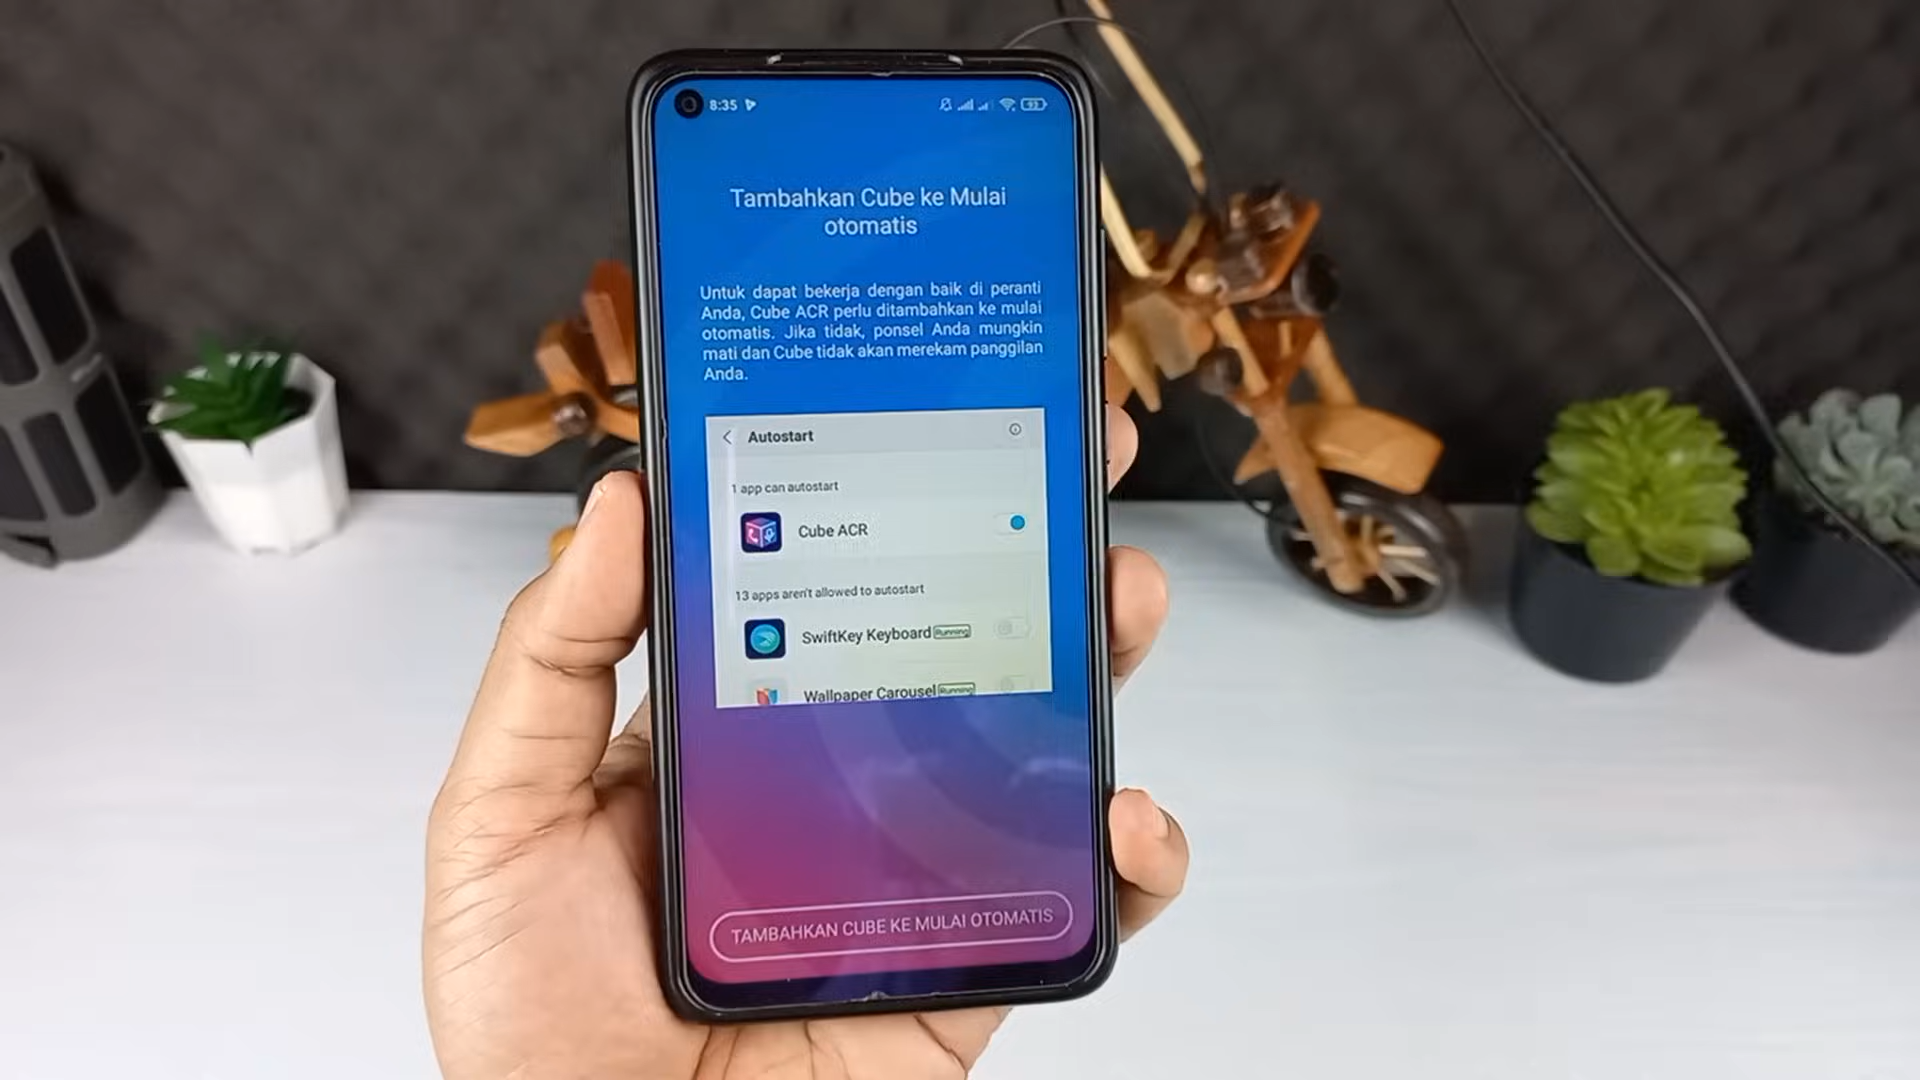 8:35
93
Tambahkan Cube ke Mulai
otomatis
Untuk dapat bekerja dengan baik di peranti
Anda, Cube ACR perlu ditambahkan ke mulai
otomatis. Jika tidak, ponsel Anda mungkin
mati dan Cube tidak akan merekam panggilan
Anda.
Autostart
1 app can autostart
Cube ACR
13 apps aren't allowed to autostart
SwiftKey Keyboard Running
Wallpaper Carousel Running
TAMBAHKAN CUBE KE MULAI OTOMATIS